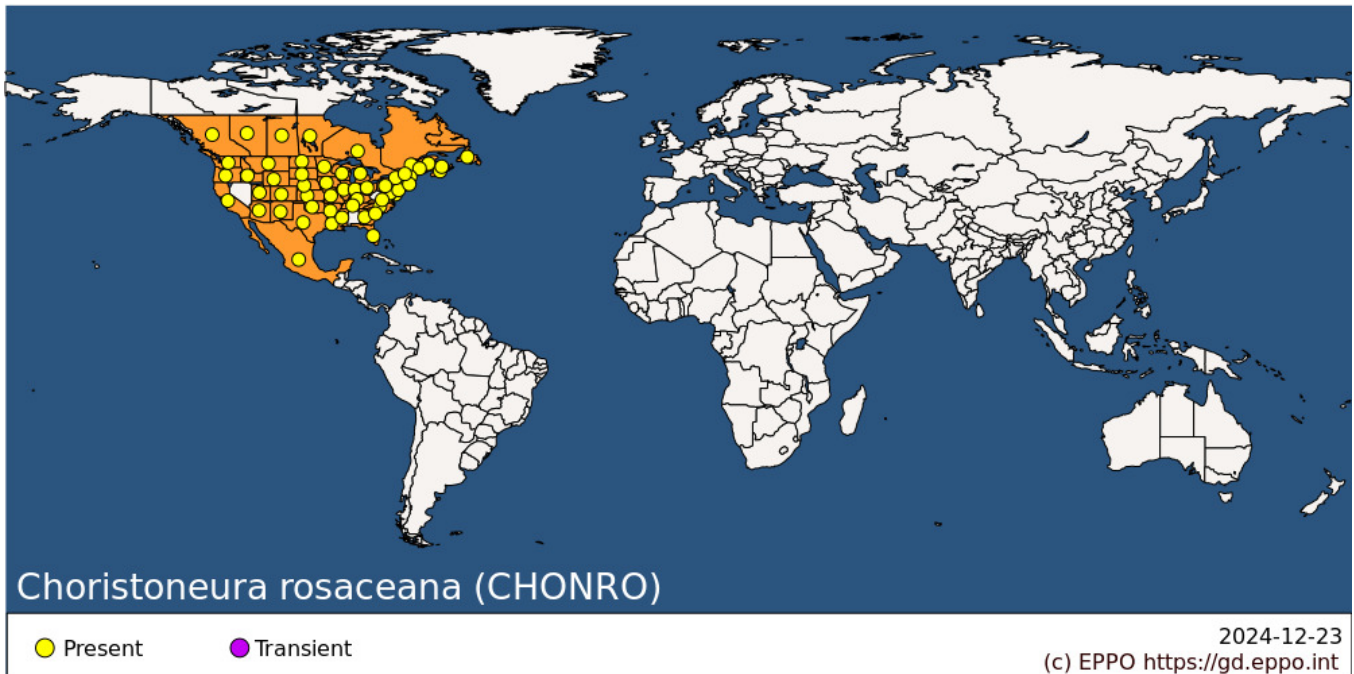 Choristoneura rosaceana (CHONRO)
Present
Transient
2024-12-23
(c) EPPO https://gd.eppo.int